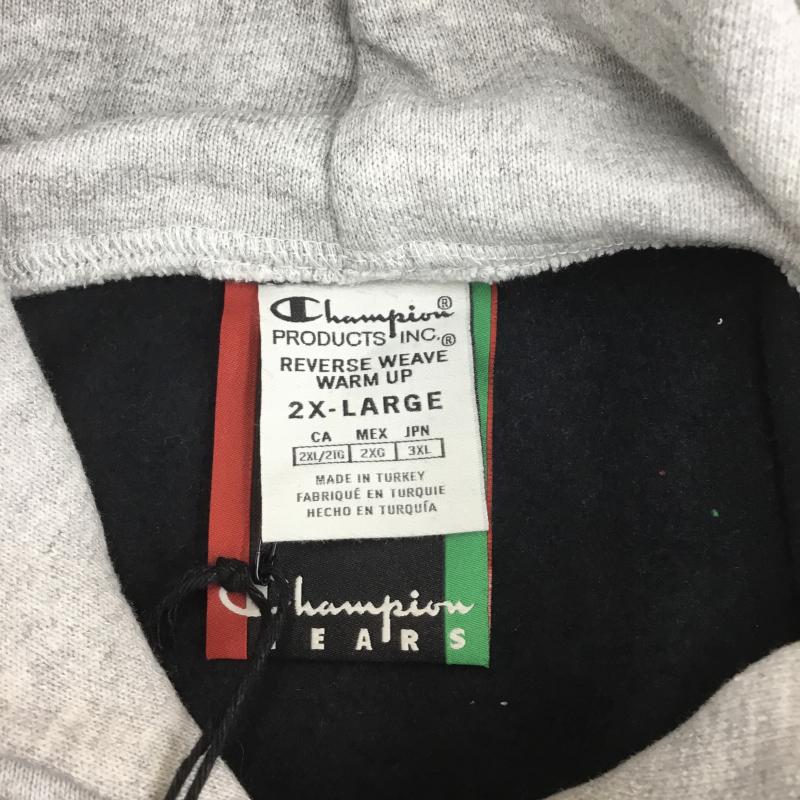 Champion®
PRODUCTS INC.®
REVERSE WEAVE
WARM UP
2X-LARGE
CA MEX JPN
2XL/2TG 2XG 3XL
MADE IN TURKEY
FABRIQUÉ EN TURQUIE
HECHO EN TURQUÍA
Champion
TEARS